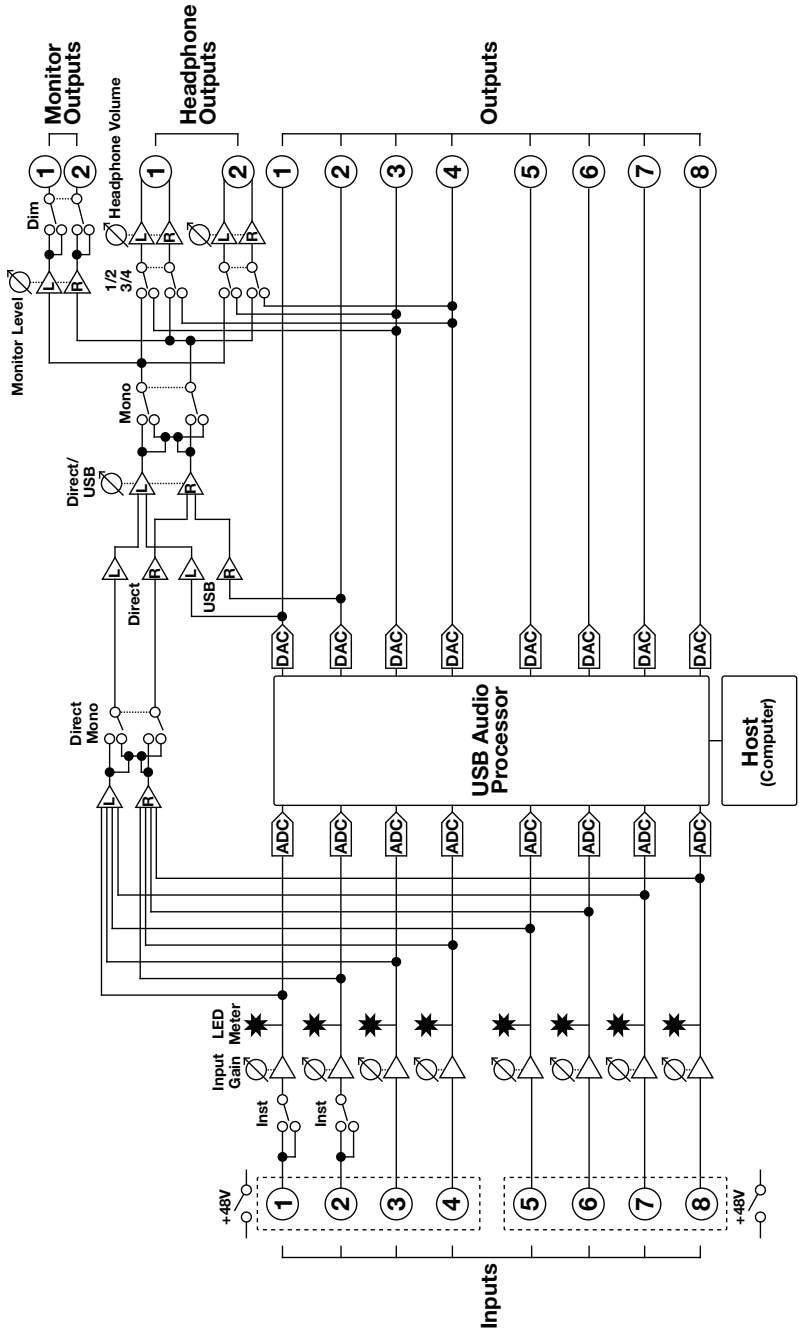 Monitor
Outputs
Headphone
Outputs
Outputs
1
2
Headphone Volume
1
2
1
2
3
4
5
6
7
8
Dim
Monitor Level
L
R
1/2
3/4
L
R
L
R
Mono
Direct/
USB
L
R
L
R
Direct
L
R
USB
Direct
Mono
L
R
DAC
DAC
DAC
DAC
DAC
DAC
DAC
DAC
USB Audio
Processor
Host
(Computer)
ADC
ADC
ADC
ADC
ADC
ADC
ADC
ADC
LED
Meter
Input
Gain
Inst
Inst
+48V
1
2
3
4
5
6
7
8
+48V
Inputs